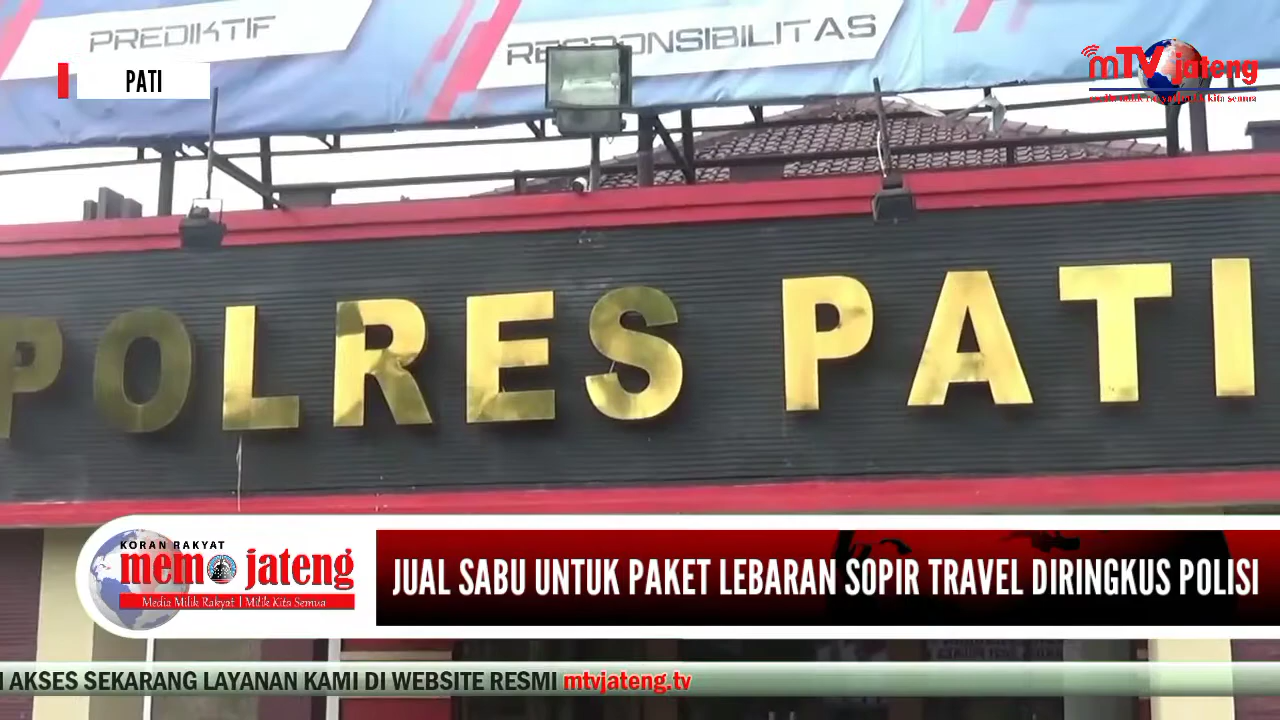 PREDIKTIF
RESPONSIBILITAS
PATI
mTV jateng
POLRES PATI
KORAN RAKYAT
memo jateng
Media Milik Rakyat | Milik Kita Semua
JUAL SABU UNTUK PAKET LEBARAN SOPIR TRAVEL DIRINGKUS POLISI
AKSES SEKARANG LAYANAN KAMI DI WEBSITE RESMI mtvjateng.tv